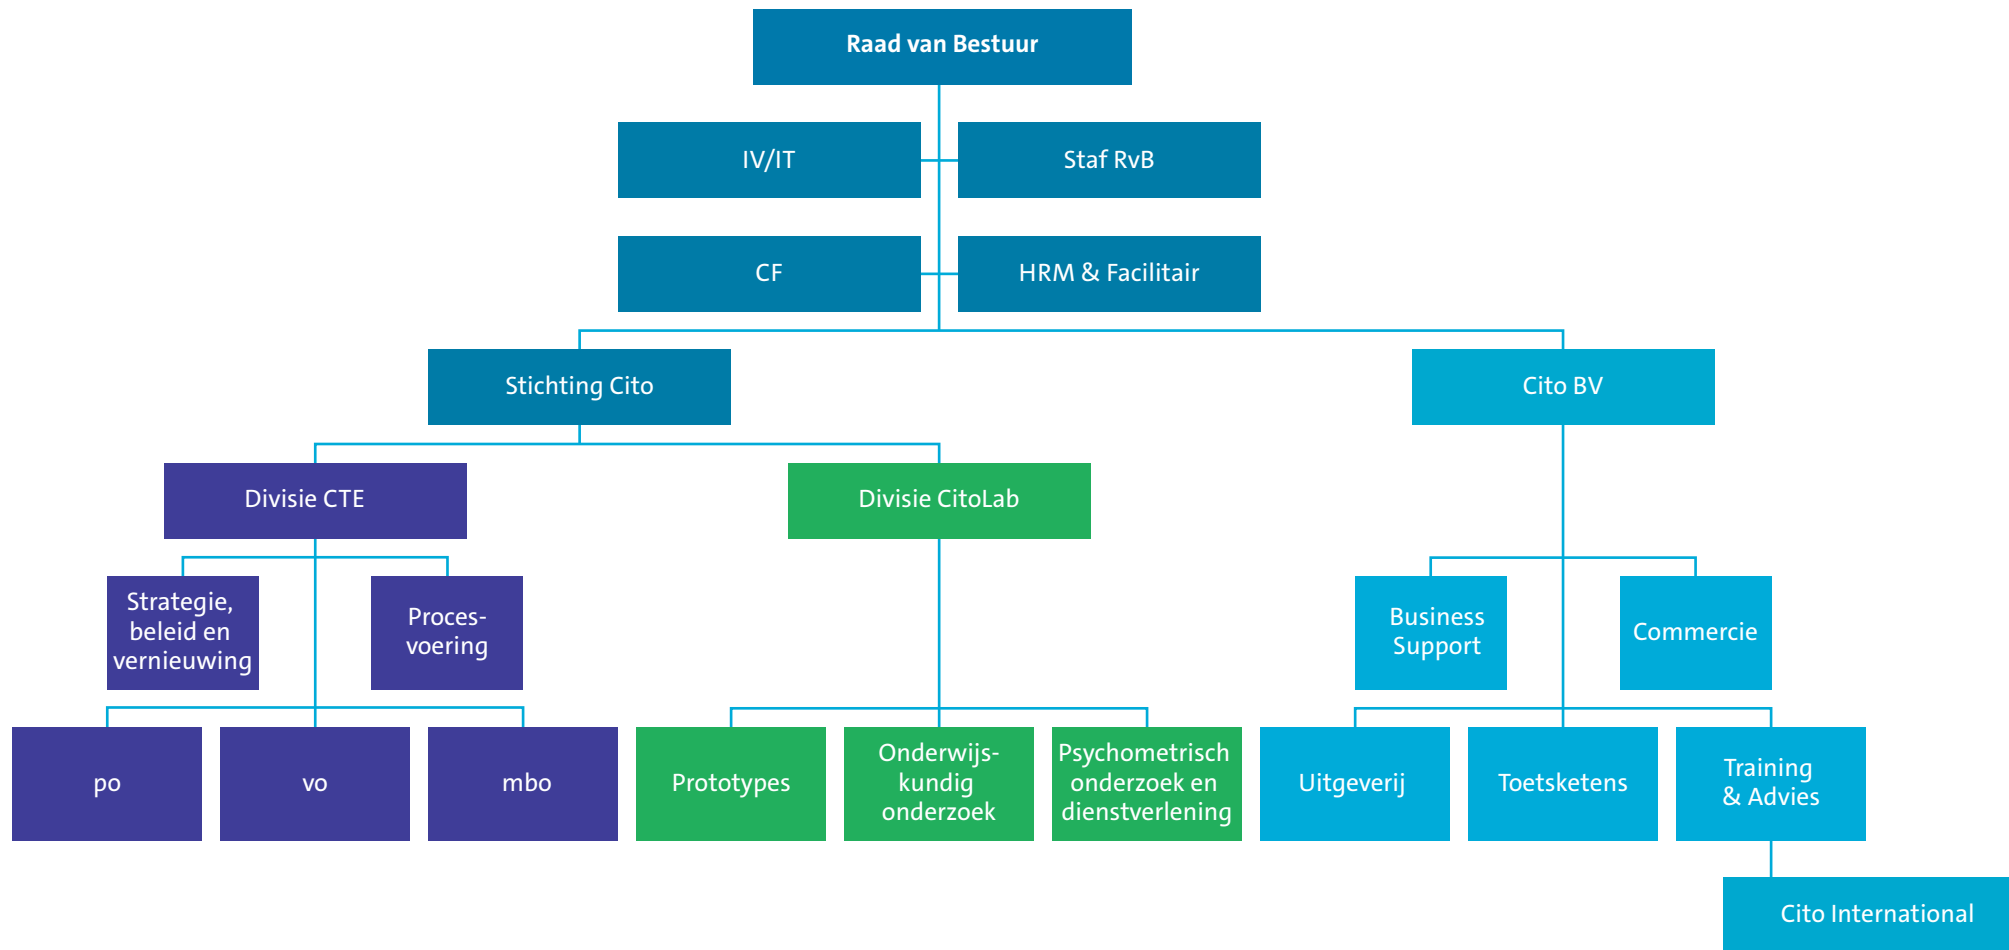 Raad van Bestuur
IV/IT
Staf RvB
CF
HRM & Facilitair
Stichting Cito
Cito BV
Divisie CTE
Divisie CitoLab
Strategie,
beleid en
vernieuwing
Proces-
voering
Business
Support
Commercie
po
vo
mbo
Prototypes
Onderwijs-
kundig
onderzoek
Psychometrisch
onderzoek en
dienstverlening
Uitgeverij
Toetsketens
Training
& Advies
Cito International